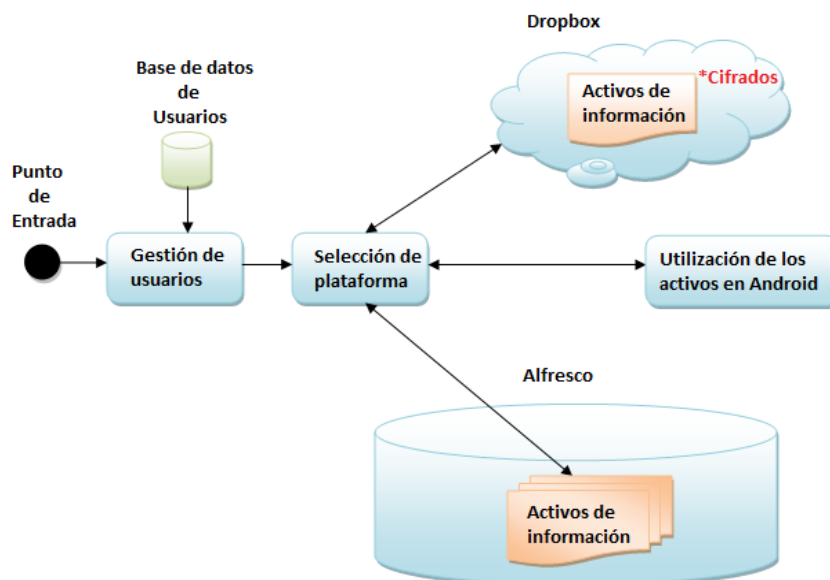 Dropbox
Activos de
información
*Cifrados
Base de datos
de
Usuarios
Punto
de
Entrada
Gestión de
usuarios
Selección de
plataforma
Utilización de los
activos en Android
Alfresco
Activos de
información